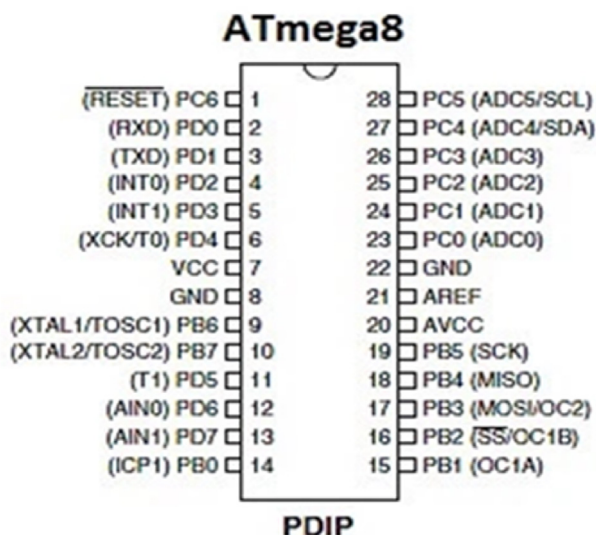 ATmega8
(RESET) PC6 1 28 PC5 (ADC5/SCL)
(RXD) PD0 2 27 PC4 (ADC4/SDA)
(TXD) PD1 3 26 PC3 (ADC3)
(INT0) PD2 4 25 PC2 (ADC2)
(INT1) PD3 5 24 PC1 (ADC1)
(XCK/T0) PD4 6 23 PC0 (ADC0)
VCC 7 22 GND
GND 8 21 AREF
(XTAL1/TOSC1) PB6 9 20 AVCC
(XTAL2/TOSC2) PB7 10 19 PB5 (SCK)
(T1) PD5 11 18 PB4 (MISO)
(AIN0) PD6 12 17 PB3 (MOSI/OC2)
(AIN1) PD7 13 16 PB2 (SS/OC1B)
(ICP1) PB0 14 15 PB1 (OC1A)
PDIP